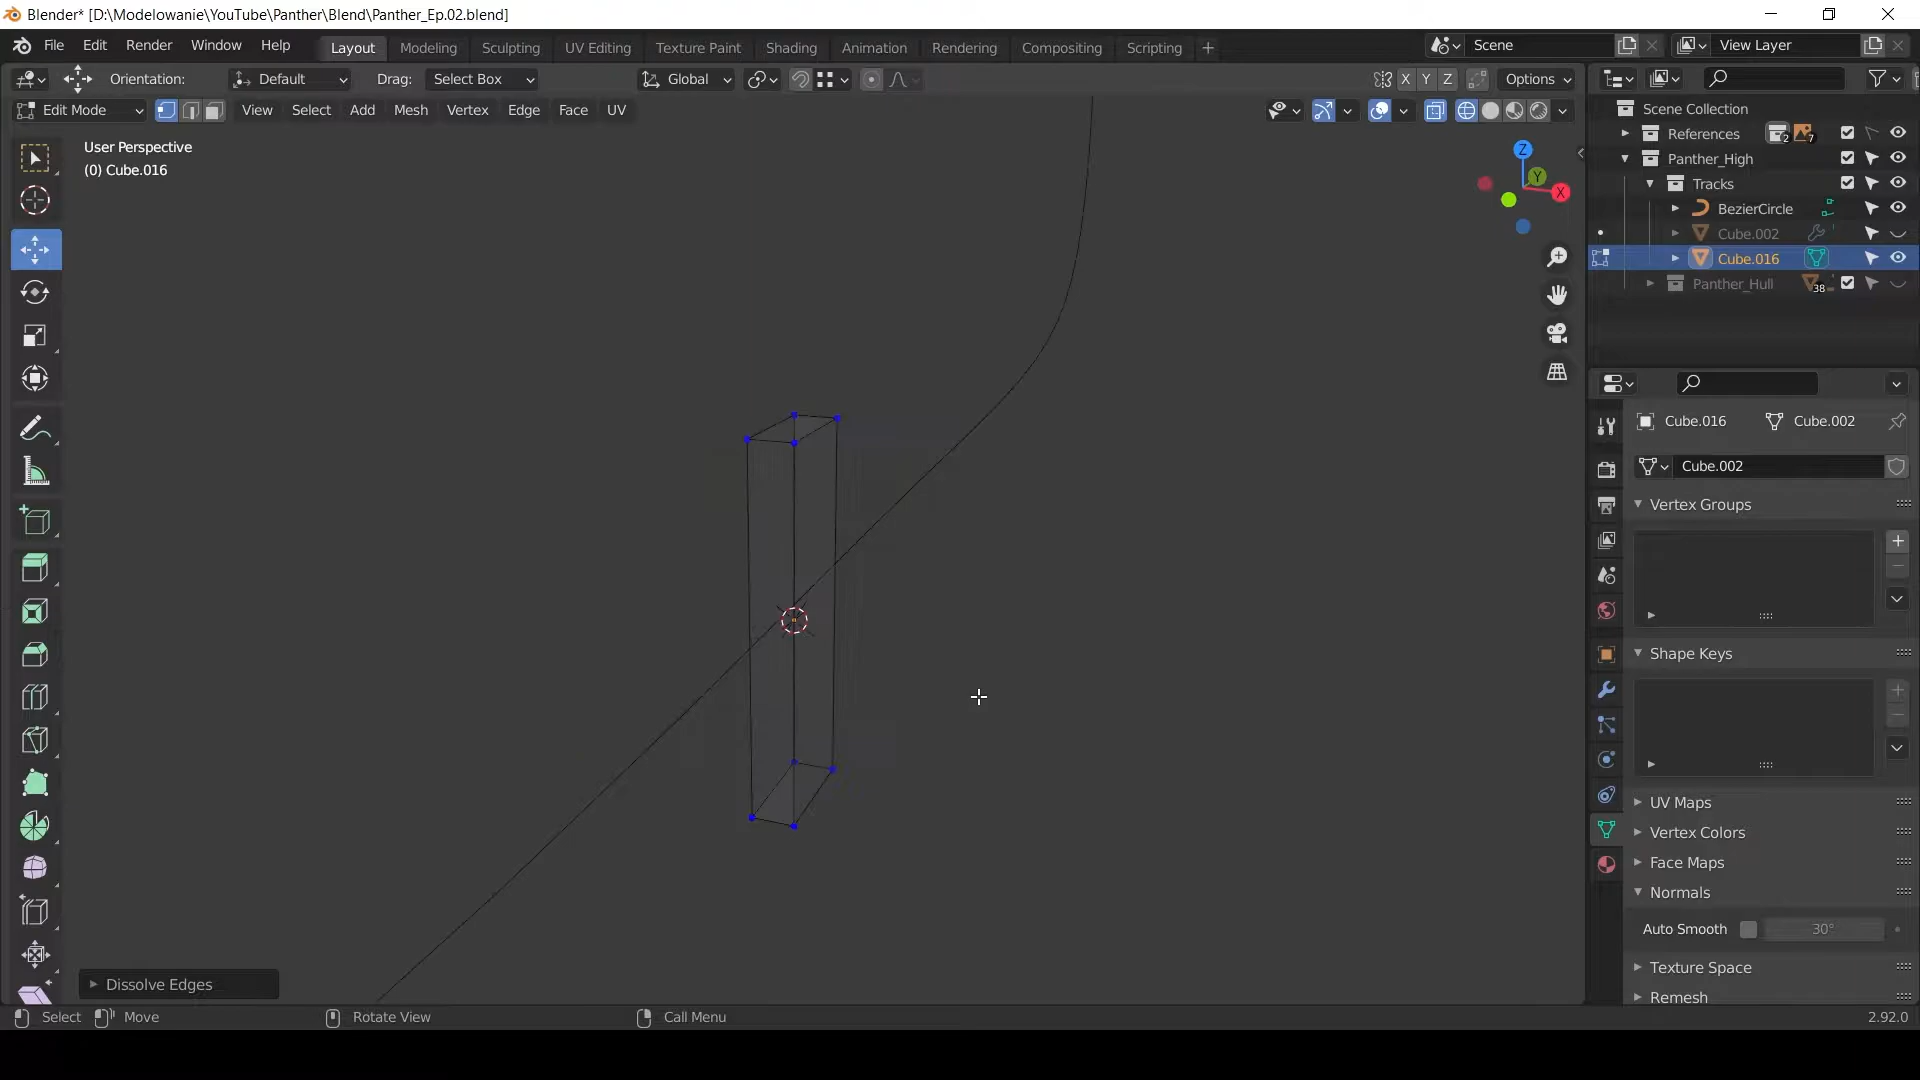 Blender* [D:\Modelowanie\YouTube\Panther\Blend\Panther_Ep.02.blend]
File Edit Render Window Help Layout Modeling Sculpting UV Editing Texture Paint Shading Animation Rendering Compositing Scripting + Scene View Layer
Orientation: Default Drag: Select Box Global X Y Z Options
Edit Mode View Select Add Mesh Vertex Edge Face UV
User Perspective
(0) Cube.016
Z
Y
X
Scene Collection
References 2 7
Panther_High
Tracks
BezierCircle
Cube.002
Cube.016
Panther_Hull 38
Cube.016 Cube.002
Cube.002
Vertex Groups
Shape Keys
UV Maps
Vertex Colors
Face Maps
Normals
Auto Smooth 30°
Texture Space
Remesh
Dissolve Edges
Select Move Rotate View Call Menu 2.92.0